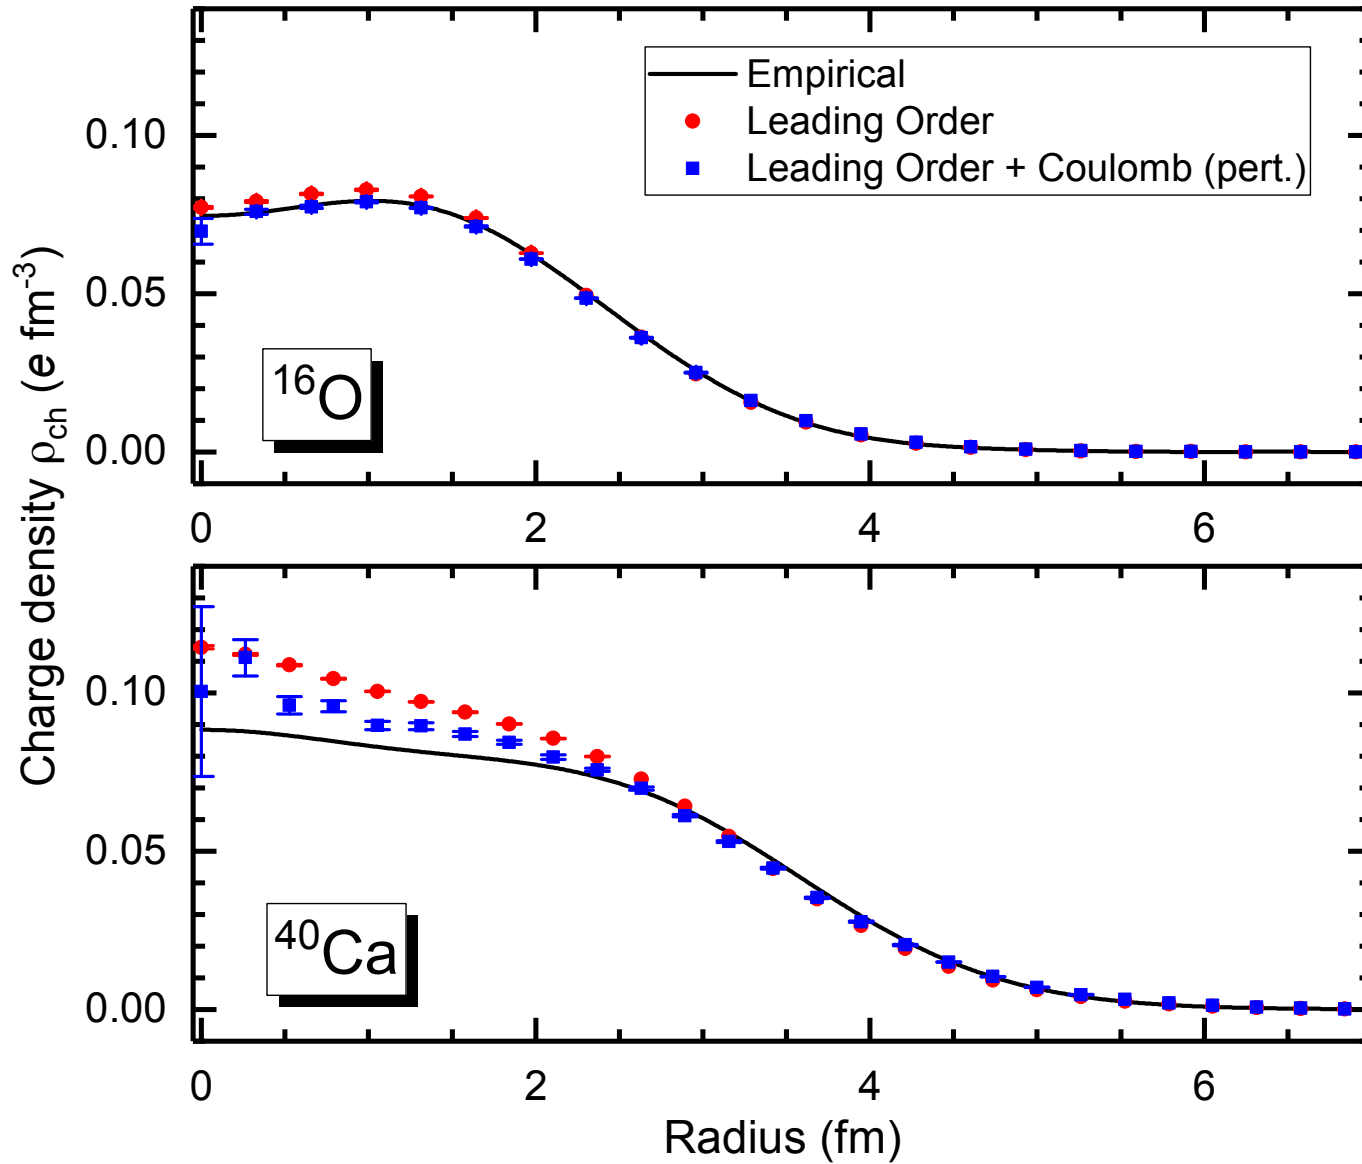 Charge density ρ_ch (e fm⁻³)
Empirical
Leading Order
Leading Order + Coulomb (pert.)
0.10
0.05
0.00
¹⁶O
0 2 4 6
0.10
0.05
0.00
⁴⁰Ca
0 2 4 6
Radius (fm)